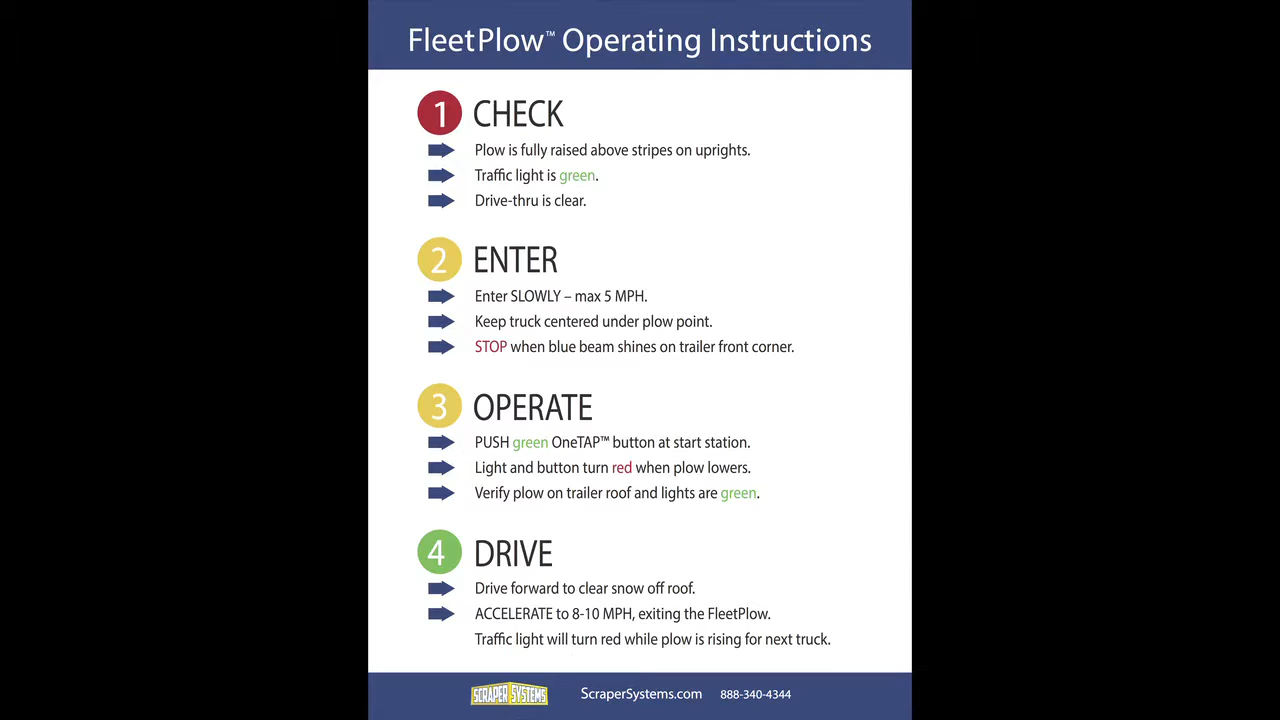 FleetPlow™ Operating Instructions
1 CHECK
Plow is fully raised above stripes on uprights.
Traffic light is green.
Drive-thru is clear.
2 ENTER
Enter SLOWLY – max 5 MPH.
Keep truck centered under plow point.
STOP when blue beam shines on trailer front corner.
3 OPERATE
PUSH green OneTAP™ button at start station.
Light and button turn red when plow lowers.
Verify plow on trailer roof and lights are green.
4 DRIVE
Drive forward to clear snow off roof.
ACCELERATE to 8-10 MPH, exiting the FleetPlow.
Traffic light will turn red while plow is rising for next truck.
SCRAPER SYSTEMS ScraperSystems.com 888-340-4344